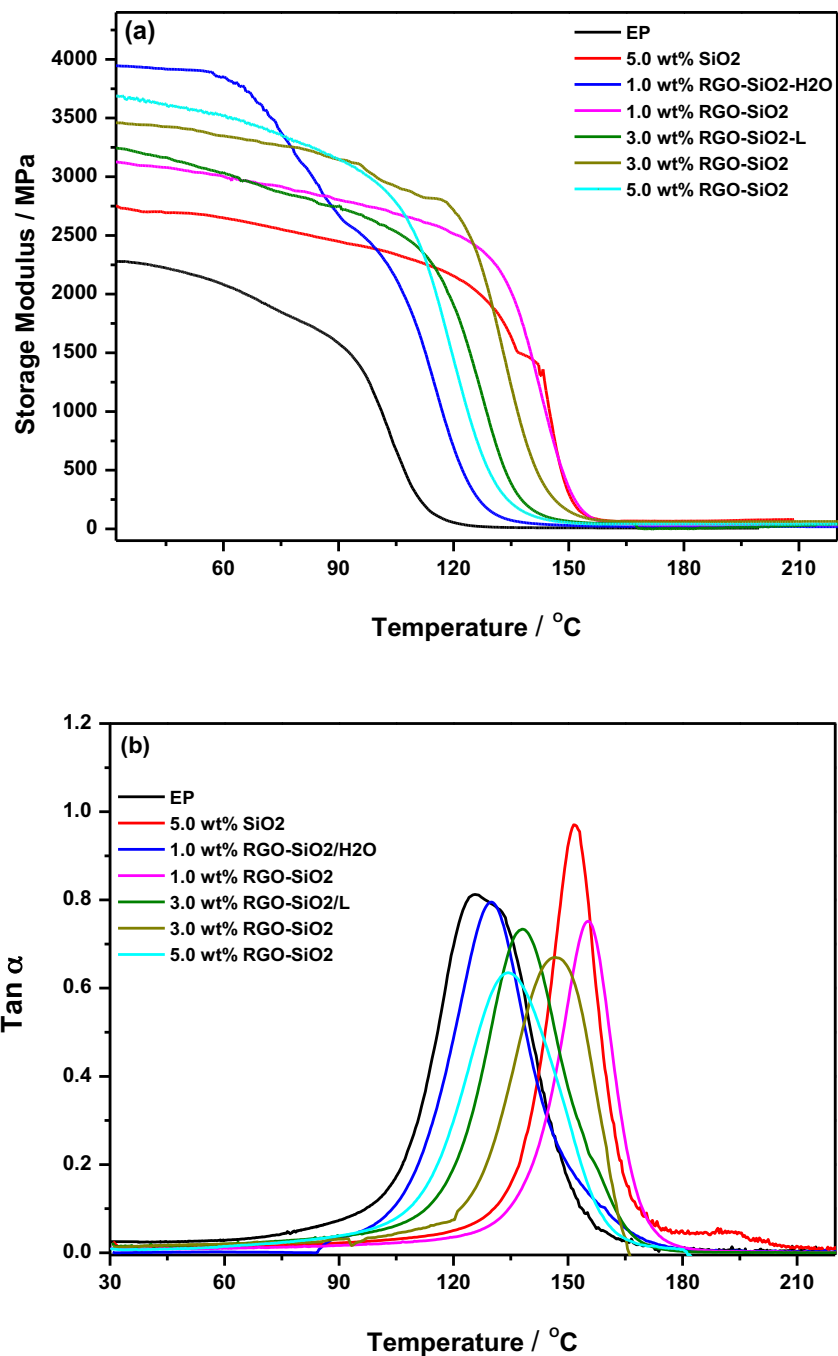 (a)
EP
5.0 wt% SiO2
1.0 wt% RGO-SiO2-H2O
1.0 wt% RGO-SiO2
3.0 wt% RGO-SiO2-L
3.0 wt% RGO-SiO2
5.0 wt% RGO-SiO2
4000
3500
3000
2500
2000
1500
1000
500
0
Storage Modulus / MPa
60 90 120 150 180 210
Temperature / °C
(b)
EP
5.0 wt% SiO2
1.0 wt% RGO-SiO2/H2O
1.0 wt% RGO-SiO2
3.0 wt% RGO-SiO2/L
3.0 wt% RGO-SiO2
5.0 wt% RGO-SiO2
1.2
1.0
0.8
0.6
0.4
0.2
0.0
Tan α
30 60 90 120 150 180 210
Temperature / °C